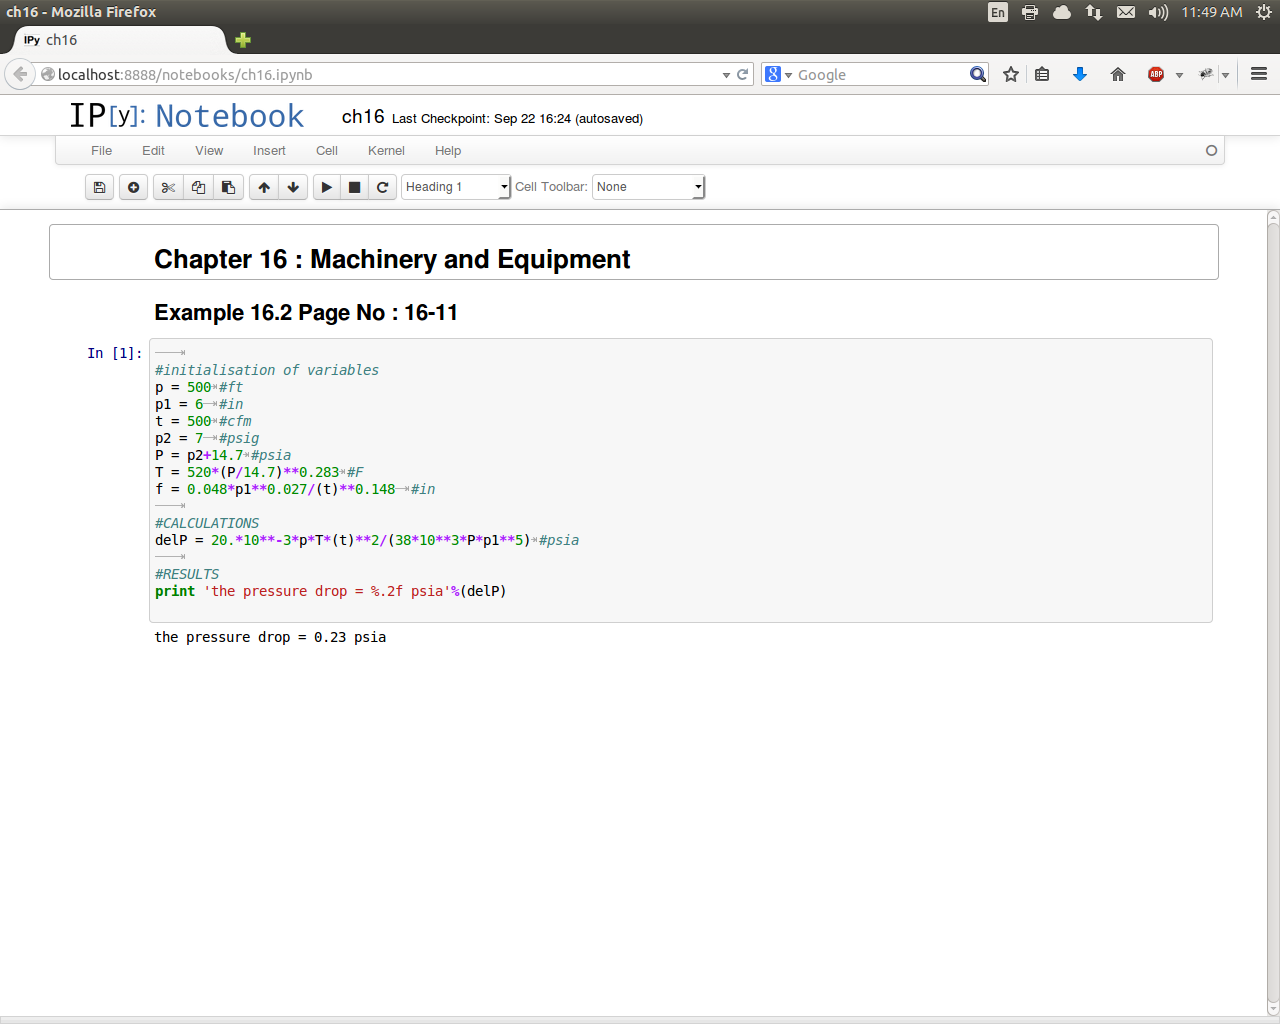 ch16 - Mozilla Firefox
En
11:49 AM
IPy ch16
localhost:8888/notebooks/ch16.ipynb
Google
ABP
IP[y]: Notebook
ch16 Last Checkpoint: Sep 22 16:24 (autosaved)
File Edit View Insert Cell Kernel Help
Heading 1 Cell Toolbar: None
Chapter 16 : Machinery and Equipment
Example 16.2 Page No : 16-11
In [1]:
#initialisation of variables
p = 500 #ft
p1 = 6 #in
t = 500 #cfm
p2 = 7 #psig
P = p2+14.7 #psia
T = 520*(P/14.7)**0.283 #F
f = 0.048*p1**0.027/(t)**0.148 #in
#CALCULATIONS
delP = 20.*10**-3*p*T*(t)**2/(38*10**3*P*p1**5) #psia
#RESULTS
print 'the pressure drop = %.2f psia'%(delP)
the pressure drop = 0.23 psia